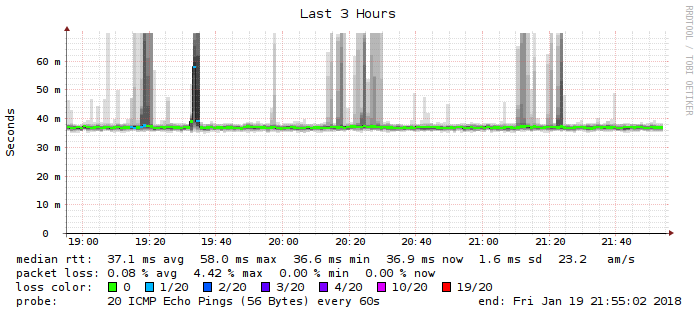 Last 3 Hours
RRDTOOL / TOBI OETIKER
Seconds
60 m
50 m
40 m
30 m
20 m
10 m
0
19:00 19:20 19:40 20:00 20:20 20:40 21:00 21:20 21:40
median rtt: 37.1 ms avg 58.0 ms max 36.6 ms min 36.9 ms now 1.6 ms sd 23.2 am/s
packet loss: 0.08 % avg 4.42 % max 0.00 % min 0.00 % now
loss color: 0 1/20 2/20 3/20 4/20 10/20 19/20
probe: 20 ICMP Echo Pings (56 Bytes) every 60s end: Fri Jan 19 21:55:02 2018